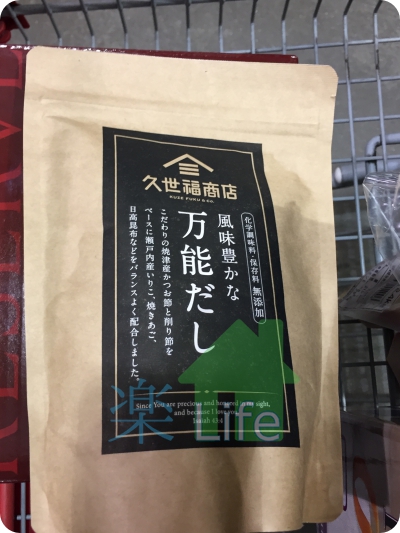 久世福商店
KUZE FUKU & CO.
化学調味料 保存料 無添加
風味豊かな
万能だし
こだわりの焼津産かつお節と削り節を
ベースに瀬戸内産いりこ、焼きあご、
日高昆布などをバランスよく配合しました。
楽 Life
Since You are precious and honored in my sight,
and because I love you
Isaiah 43:4